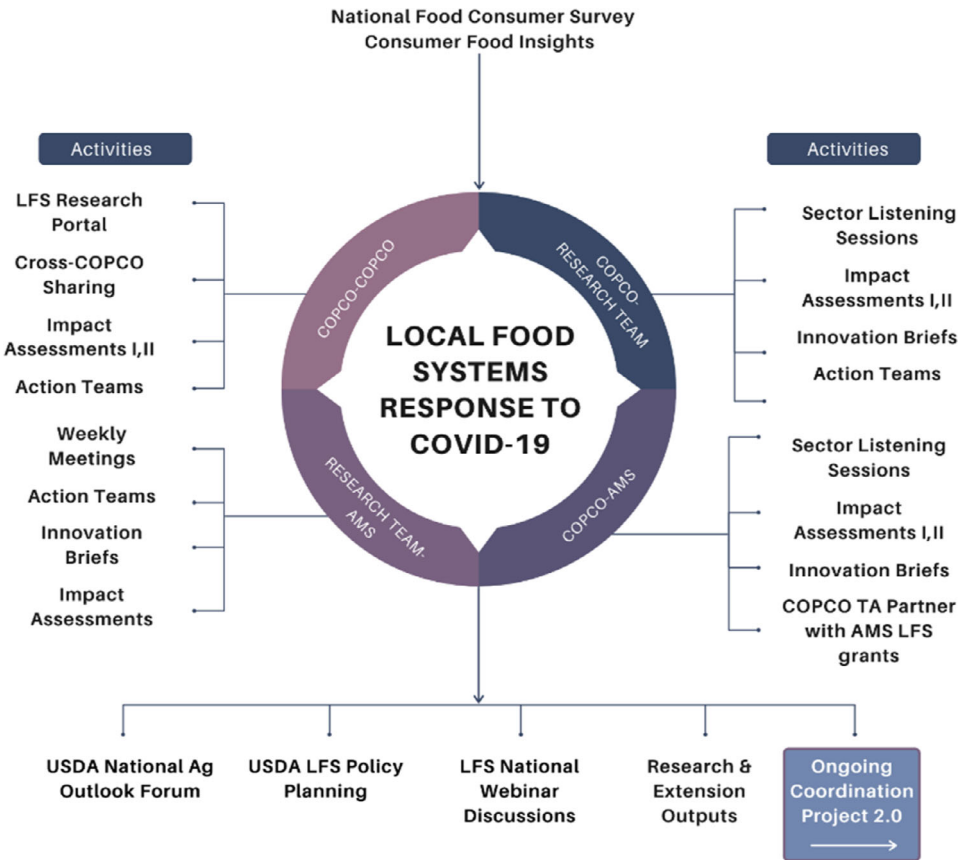 National Food Consumer Survey
Consumer Food Insights
Activities
LFS Research
Portal
Cross-COPCO
Sharing
Impact
Assessments I,II
Action Teams
Weekly
Meetings
Action Teams
Innovation
Briefs
Impact
Assessments
COPCO-COPCO
COPCO-
RESEARCH TEAM
RESEARCH TEAM-
AMS
COPCO-AMS
LOCAL FOOD
SYSTEMS
RESPONSE TO
COVID-19
Activities
Sector Listening
Sessions
Impact
Assessments I,II
Innovation Briefs
Action Teams
Sector Listening
Sessions
Impact
Assessments I,II
Innovation Briefs
COPCO TA Partner
with AMS LFS
grants
USDA National Ag
Outlook Forum
USDA LFS Policy
Planning
LFS National
Webinar
Discussions
Research &
Extension
Outputs
Ongoing
Coordination
Project 2.0